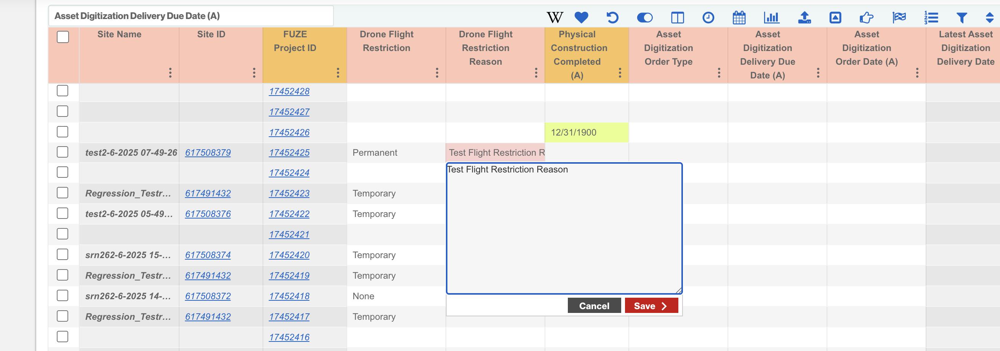 Asset Digitization Delivery Due Date (A)
W
Site Name
Site ID
FUZE
Project ID
Drone Flight
Restriction
Drone Flight
Restriction
Reason
Physical
Construction
Completed
(A)
Asset
Digitization
Order Type
Asset
Digitization
Delivery Due
Date (A)
Asset
Digitization
Order Date (A)
Latest Asset
Digitization
Delivery Date
17452428
17452427
17452426 12/31/1900
test2-6-2025 07-49-26 617508379 17452425 Permanent Test Flight Restriction R
17452424
Test Flight Restriction Reason
Regression_Testr... 617491432 17452423 Temporary
test2-6-2025 05-49... 617508376 17452422 Temporary
17452421
srn262-6-2025 15-... 617508374 17452420 Temporary
Regression_Testr... 617491432 17452419 Temporary
srn262-6-2025 14-... 617508372 17452418 None
Cancel Save
Regression_Testr... 617491432 17452417 Temporary
17452416